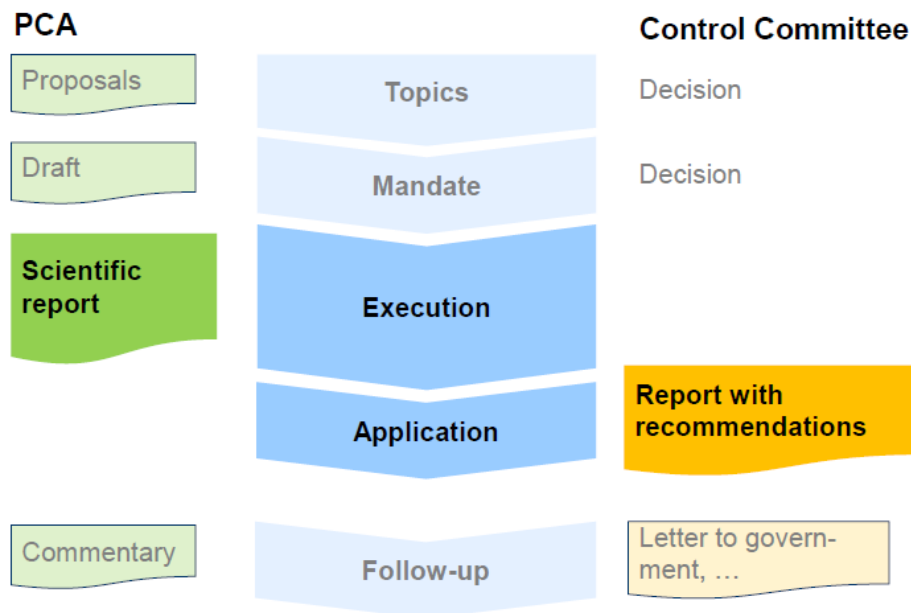 PCA
Control Committee
Proposals
Topics
Decision
Draft
Mandate
Decision
Scientific
report
Execution
Application
Report with
recommendations
Commentary
Follow-up
Letter to govern-
ment, ...